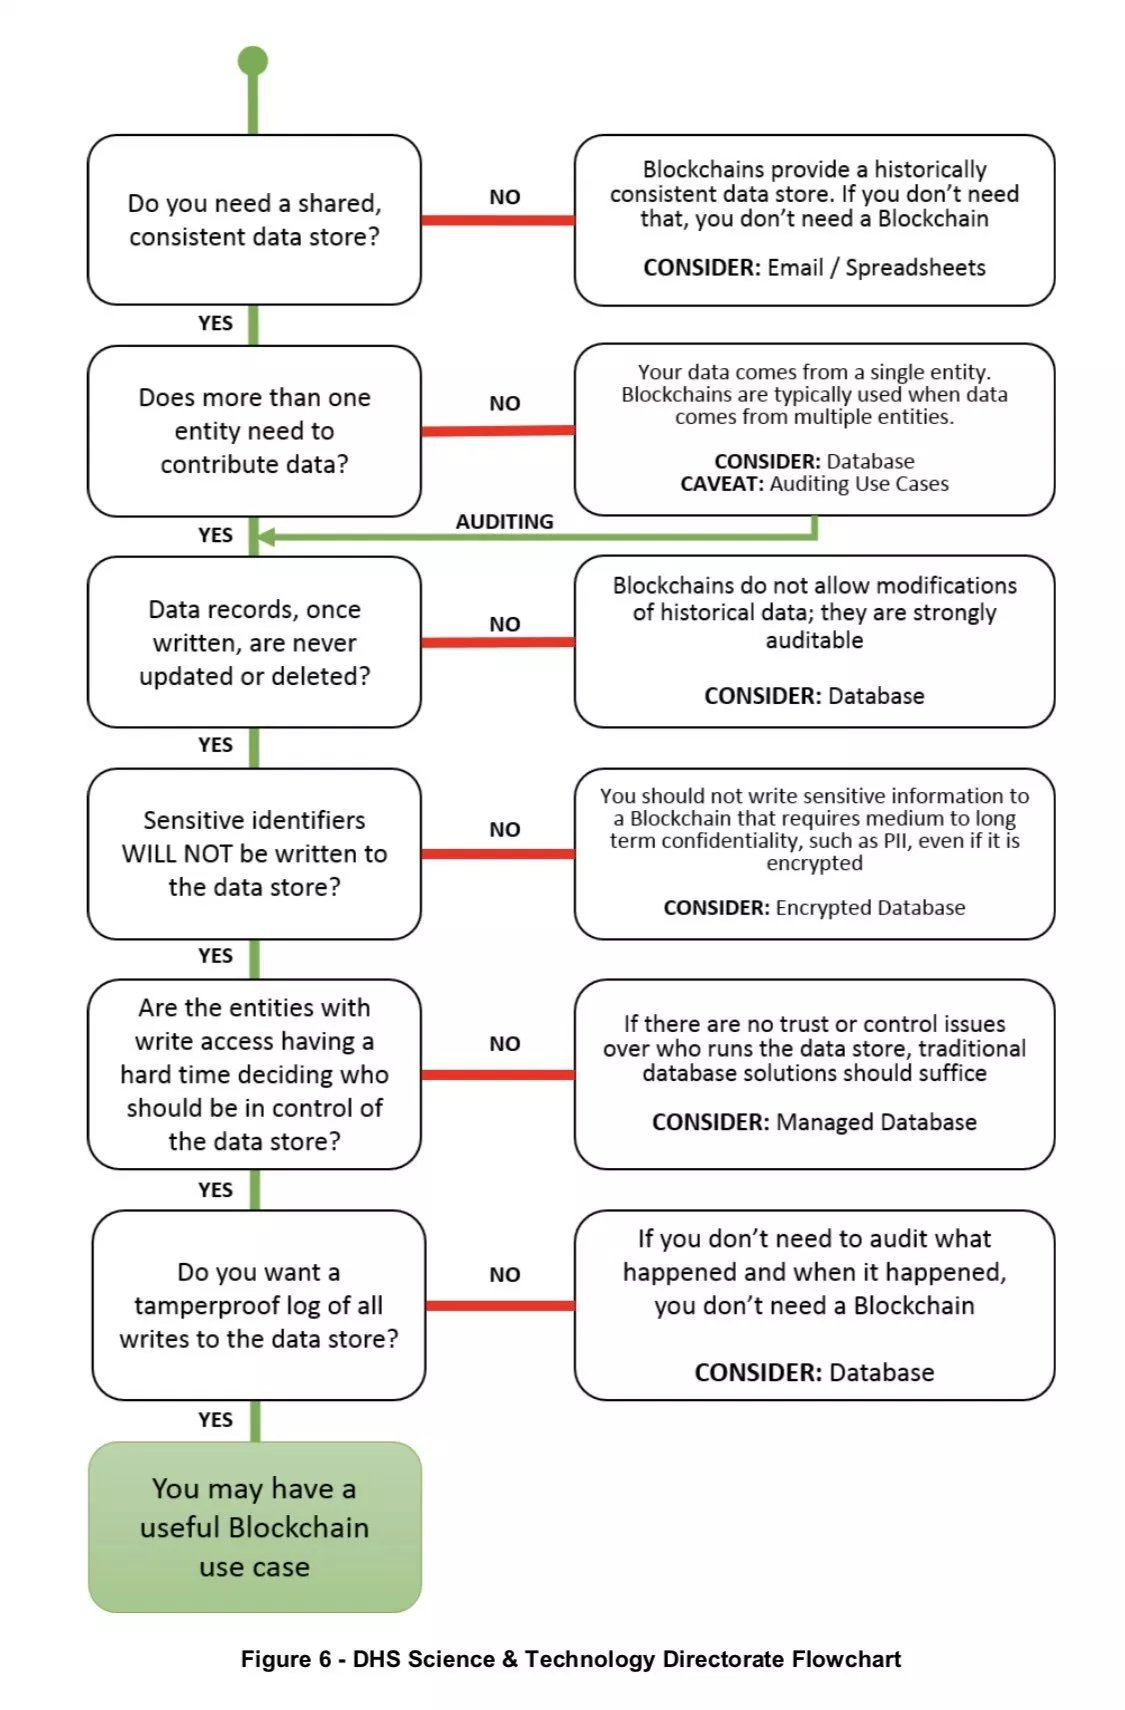 Do you need a shared,
consistent data store?
NO
Blockchains provide a historically
consistent data store. If you don't need
that, you don't need a Blockchain
CONSIDER: Email / Spreadsheets
YES
Does more than one
entity need to
contribute data?
NO
Your data comes from a single entity.
Blockchains are typically used when data
comes from multiple entities.
CONSIDER: Database
CAVEAT: Auditing Use Cases
AUDITING
YES
Data records, once
written, are never
updated or deleted?
NO
Blockchains do not allow modifications
of historical data; they are strongly
auditable
CONSIDER: Database
YES
Sensitive identifiers
WILL NOT be written to
the data store?
NO
You should not write sensitive information to
a Blockchain that requires medium to long
term confidentiality, such as PII, even if it is
encrypted
CONSIDER: Encrypted Database
YES
Are the entities with
write access having a
hard time deciding who
should be in control of
the data store?
NO
If there are no trust or control issues
over who runs the data store, traditional
database solutions should suffice
CONSIDER: Managed Database
YES
Do you want a
tamperproof log of all
writes to the data store?
NO
If you don't need to audit what
happened and when it happened,
you don't need a Blockchain
CONSIDER: Database
YES
You may have a
useful Blockchain
use case
Figure 6 - DHS Science & Technology Directorate Flowchart